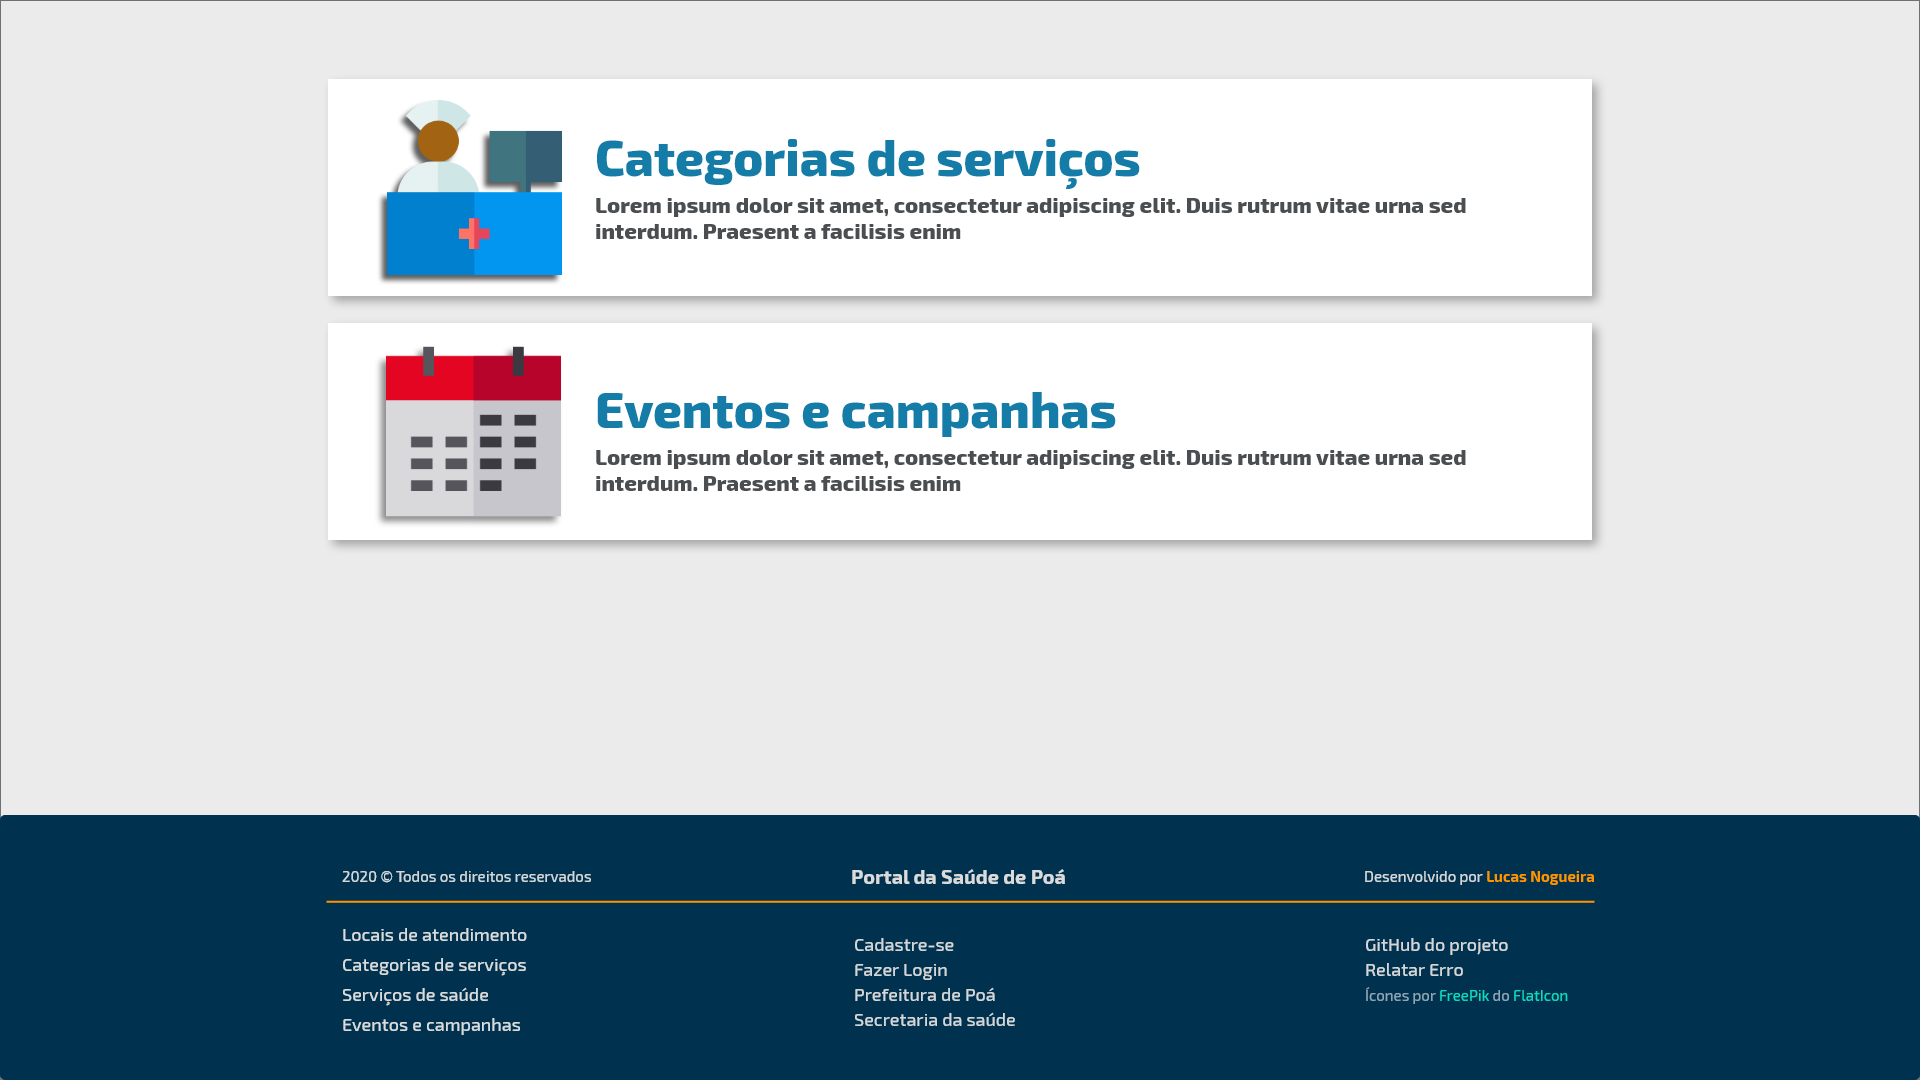 Categorias de serviços
Lorem ipsum dolor sit amet, consectetur adipiscing elit. Duis rutrum vitae urna sed
interdum. Praesent a facilisis enim
Eventos e campanhas
Lorem ipsum dolor sit amet, consectetur adipiscing elit. Duis rutrum vitae urna sed
interdum. Praesent a facilisis enim
2020 © Todos os direitos reservados
Portal da Saúde de Poá
Desenvolvido por Lucas Nogueira
Locais de atendimento
Categorias de serviços
Serviços de saúde
Eventos e campanhas
Cadastre-se
Fazer Login
Prefeitura de Poá
Secretaria da saúde
GitHub do projeto
Relatar Erro
Ícones por FreePik do FlatIcon